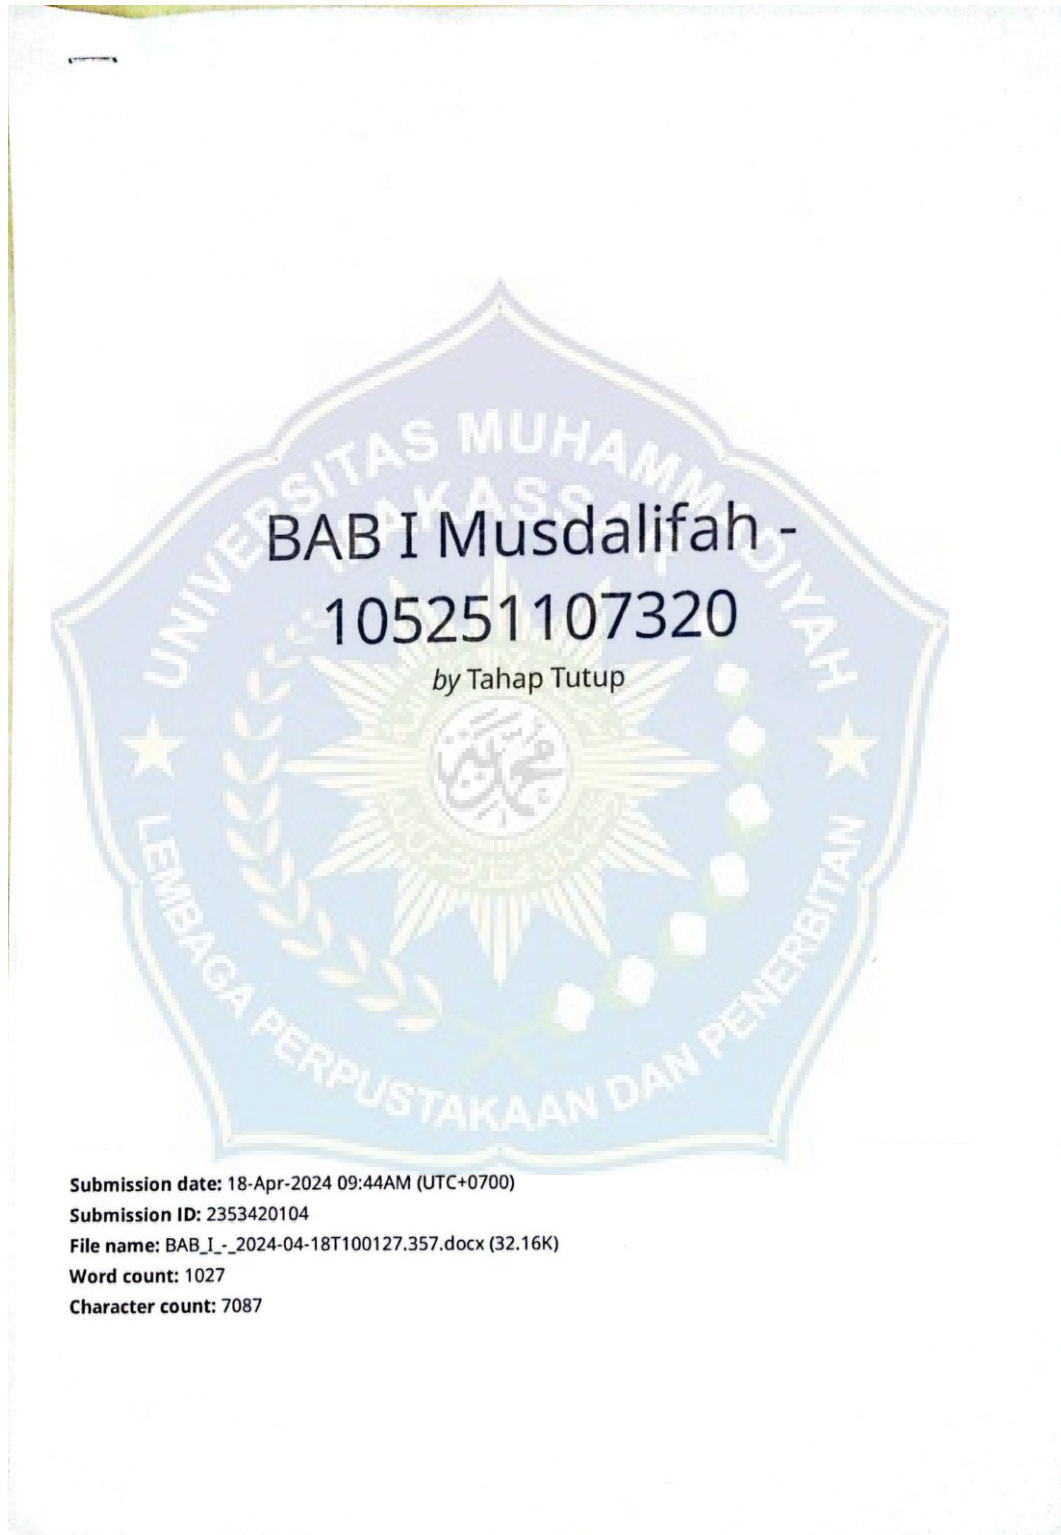 UNIVERSITAS MUHAMMADIYAH
MAKASSAR
BAB I Musdalifah -
105251107320
by Tahap Tutup
LEMBAGA PERPUSTAKAAN DAN PENERBITAN
Submission date: 18-Apr-2024 09:44AM (UTC+0700)
Submission ID: 2353420104
File name: BAB_I_-_2024-04-18T100127.357.docx (32.16K)
Word count: 1027
Character count: 7087